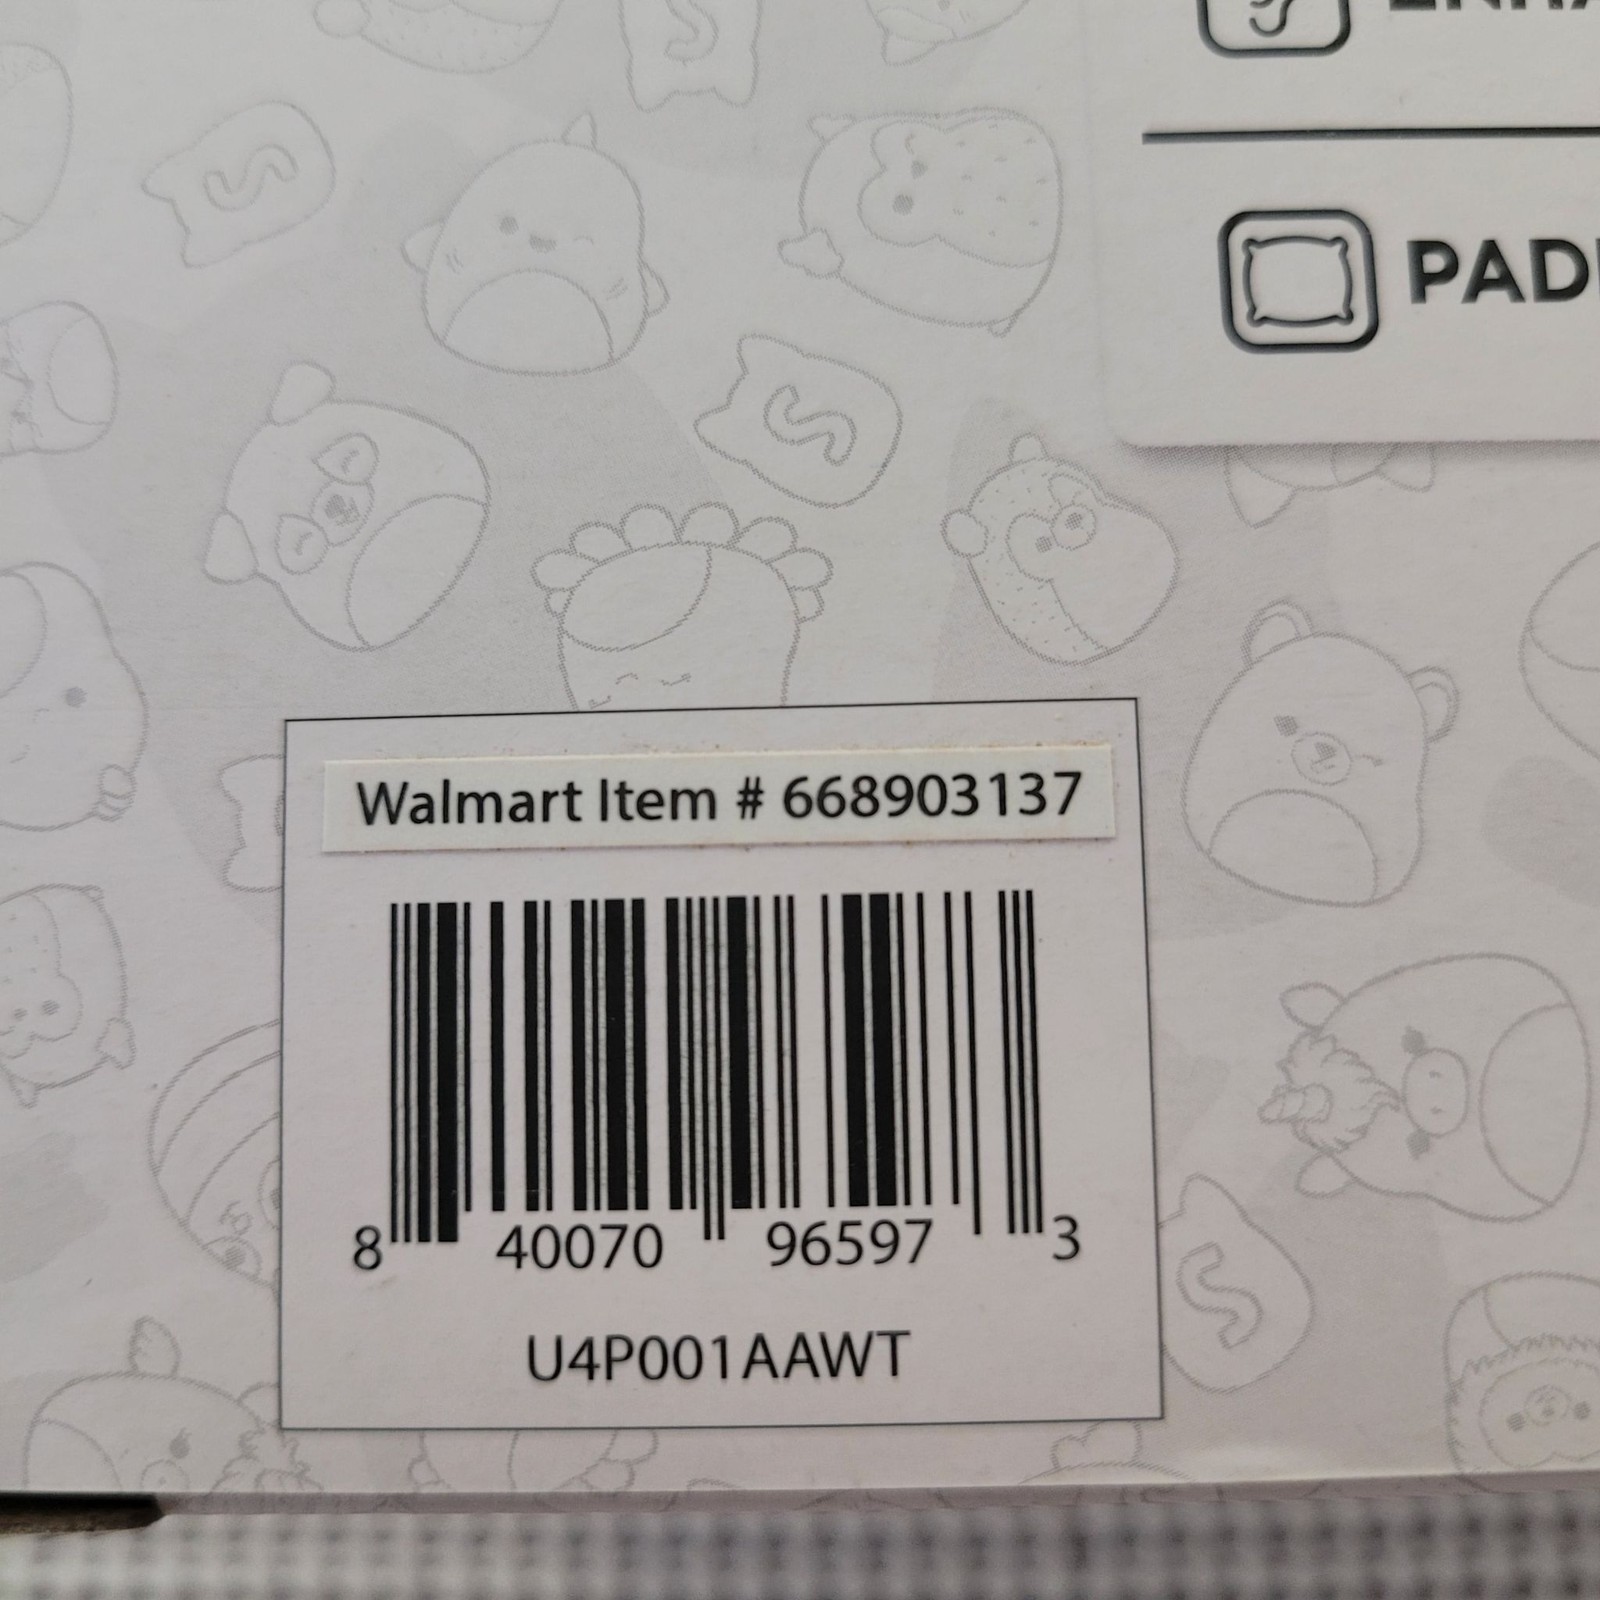 PAD
Walmart Item # 668903137
8 40070 96597 3
U4P001AAWT